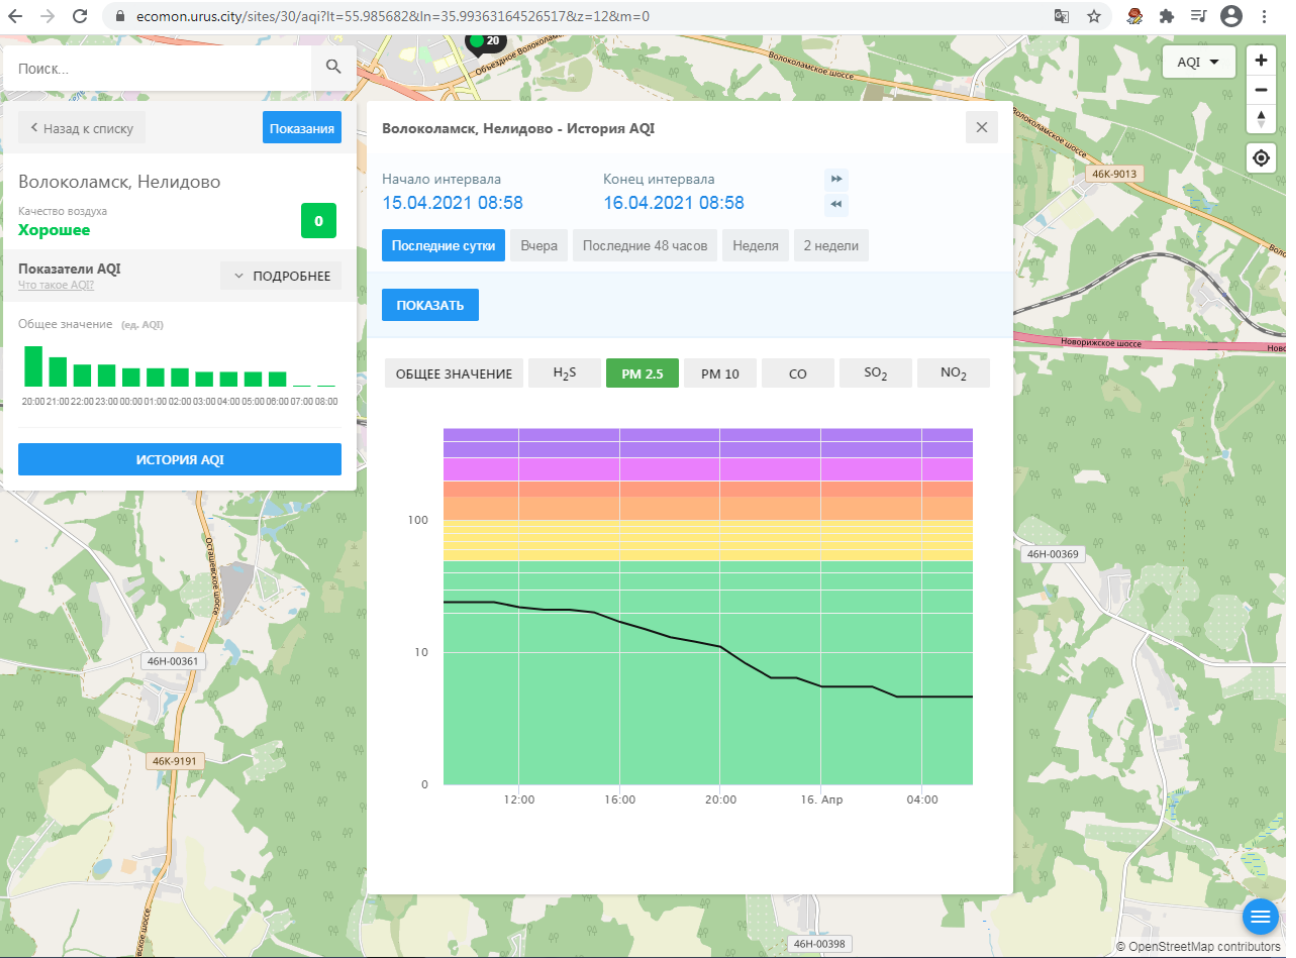 ecomon.urus.city/sites/30/aqi?lt=55.985682&ln=35.99363164526517&z=12&m=0
20
Объездное Волоколамск
Волоколамское шоссе
Поиск...
AQI
Назад к списку
Показания
Волоколамск, Нелидово - История AQI
Волоколамское шоссе
46К-9013
Волоколамск, Нелидово
Качество воздуха
Хорошее
0
Начало интервала
Конец интервала
15.04.2021 08:58
16.04.2021 08:58
Последние сутки
Вчера
Последние 48 часов
Неделя
2 недели
Показатели AQI
Что такое AQI?
ПОДРОБНЕЕ
ПОКАЗАТЬ
Общее значение (ед. AQI)
Новорижское шоссе
20:00 21:00 22:00 23:00 00:00 01:00 02:00 03:00 04:00 05:00 06:00 07:00 08:00
ОБЩЕЕ ЗНАЧЕНИЕ
H2S
PM 2.5
PM 10
CO
SO2
NO2
ИСТОРИЯ AQI
100
Осташёвское шоссе
46Н-00369
10
46Н-00361
46К-9191
0
12:00
16:00
20:00
16. Апр
04:00
46Н-00398
© OpenStreetMap contributors